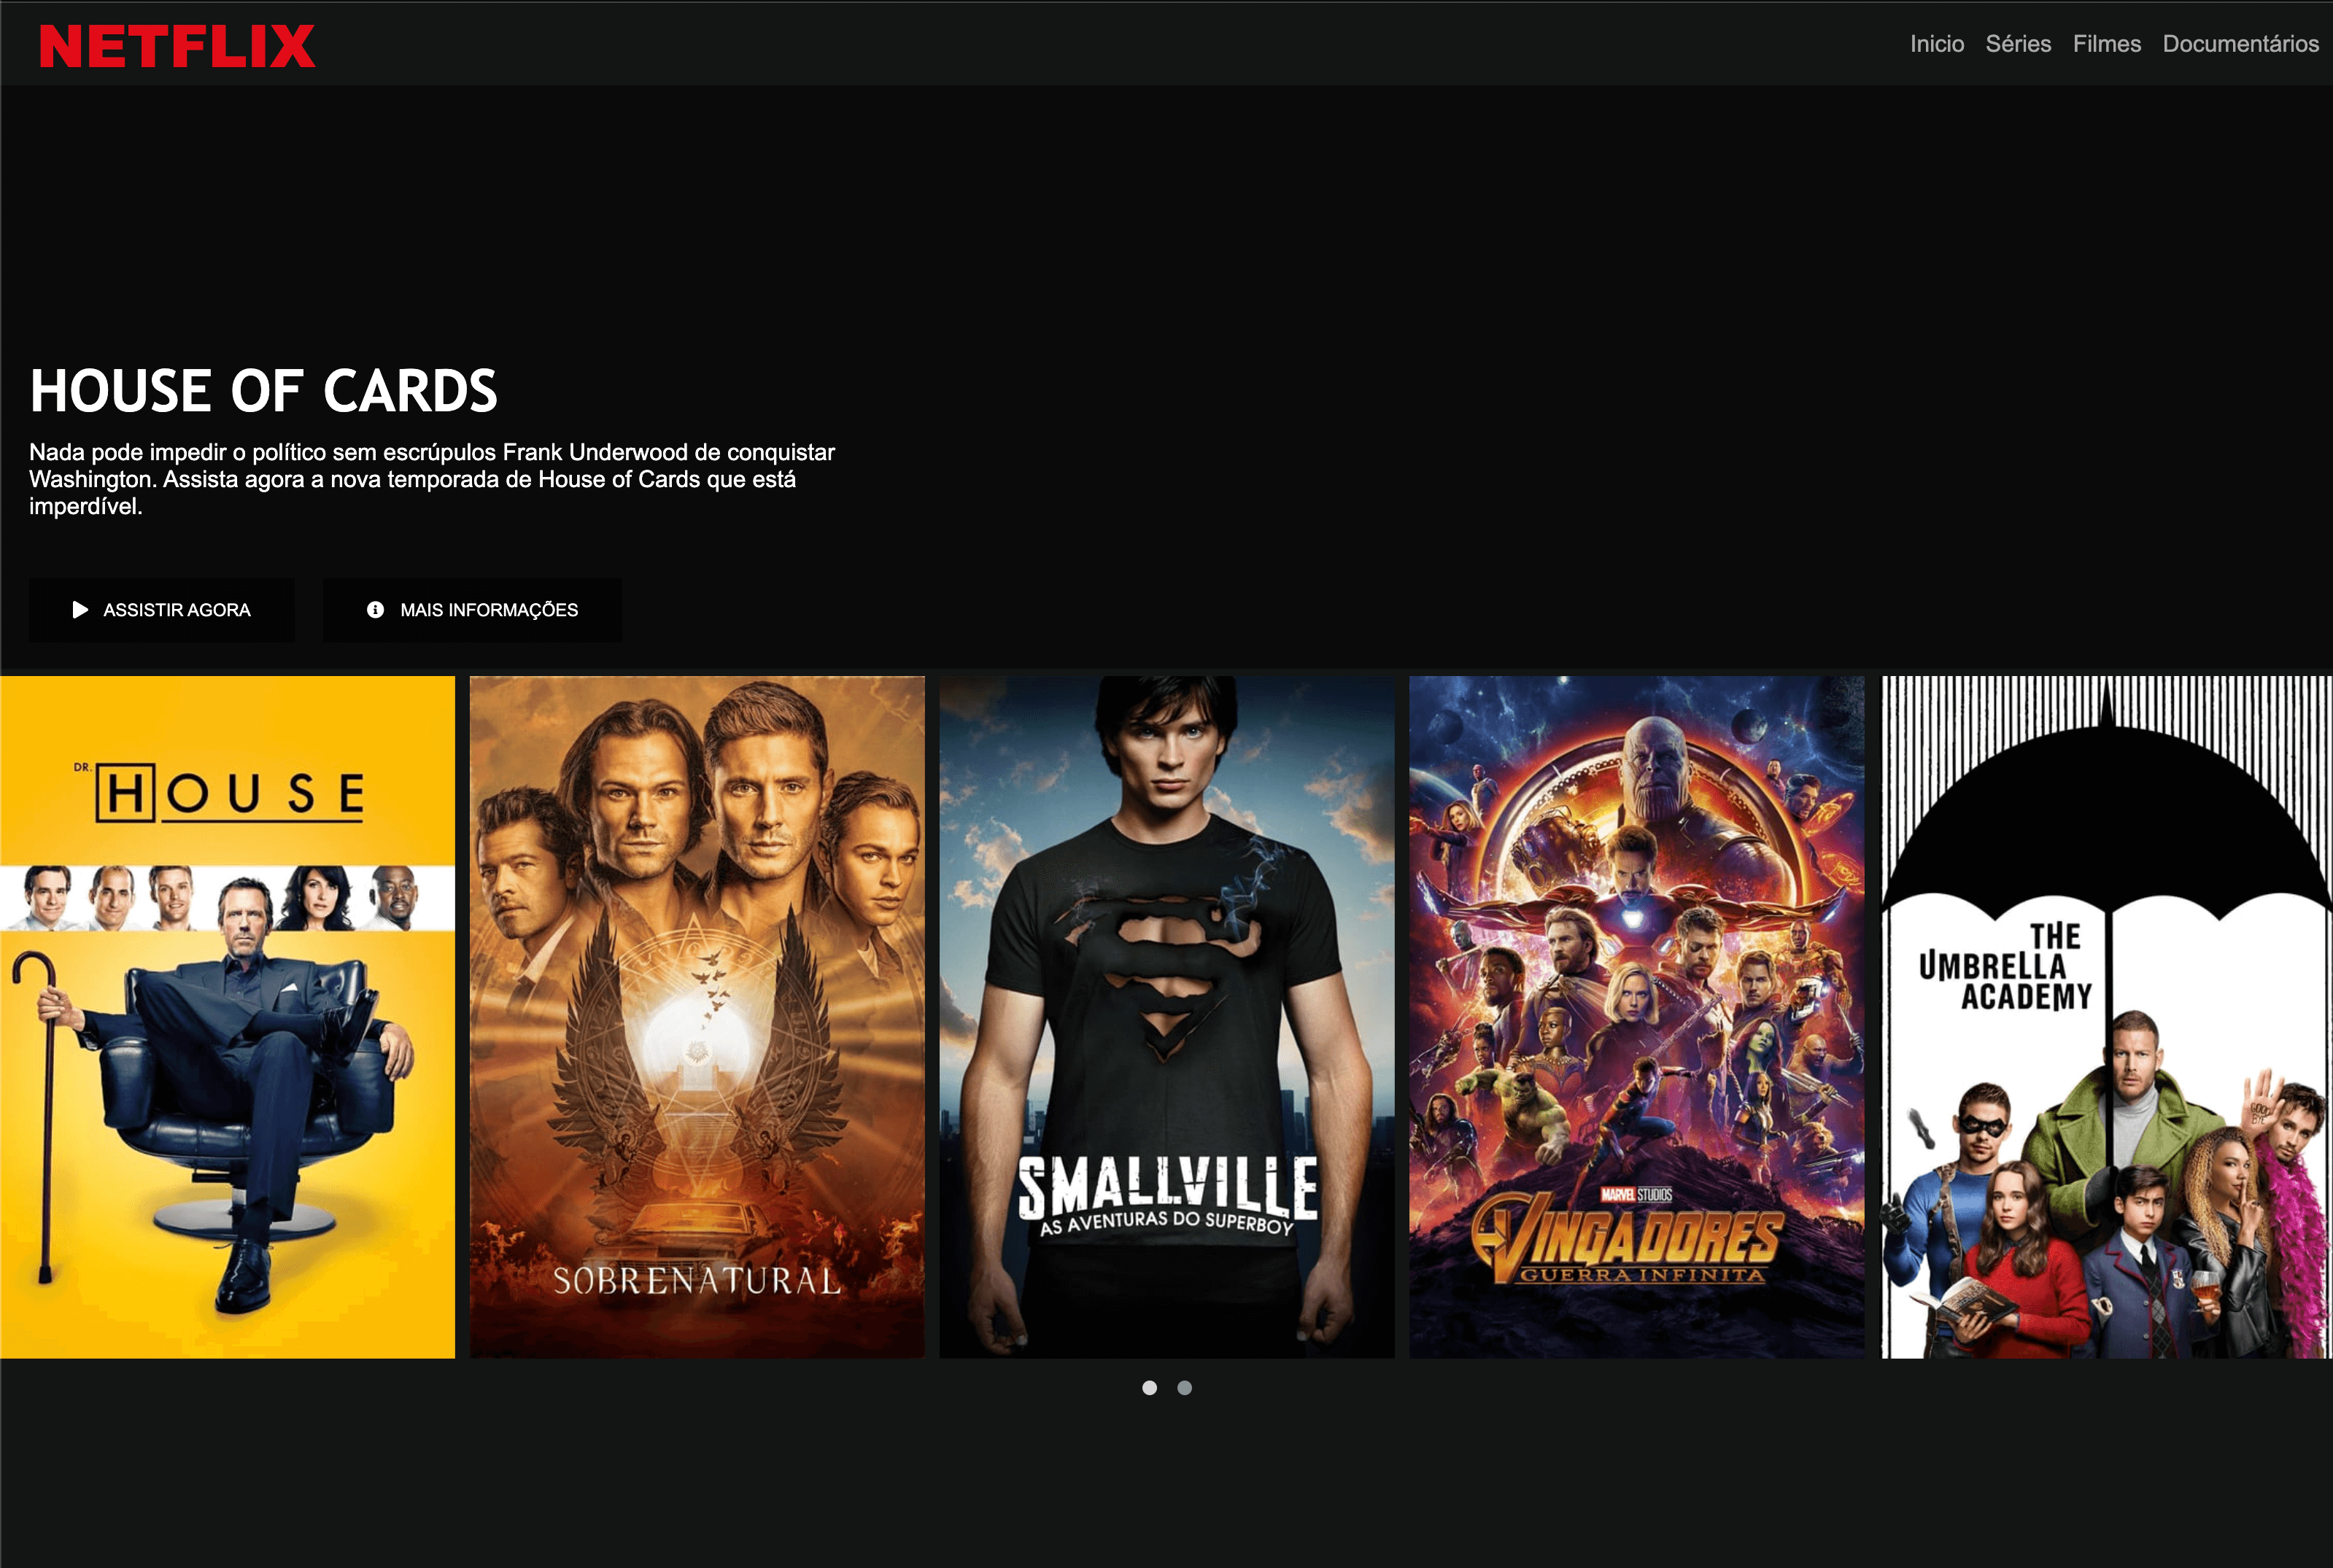 NETFLIX
Inicio Séries Filmes Documentários
HOUSE OF CARDS
Nada pode impedir o político sem escrúpulos Frank Underwood de conquistar
Washington. Assista agora a nova temporada de House of Cards que está
imperdível.
ASSISTIR AGORA
MAIS INFORMAÇÕES
DR.
HOUSE
SOBRENATURAL
SMALLVILLE
AS AVENTURAS DO SUPERBOY
MARVEL STUDIOS
VINGADORES
GUERRA INFINITA
THE
UMBRELLA
ACADEMY
GOOD
BYE